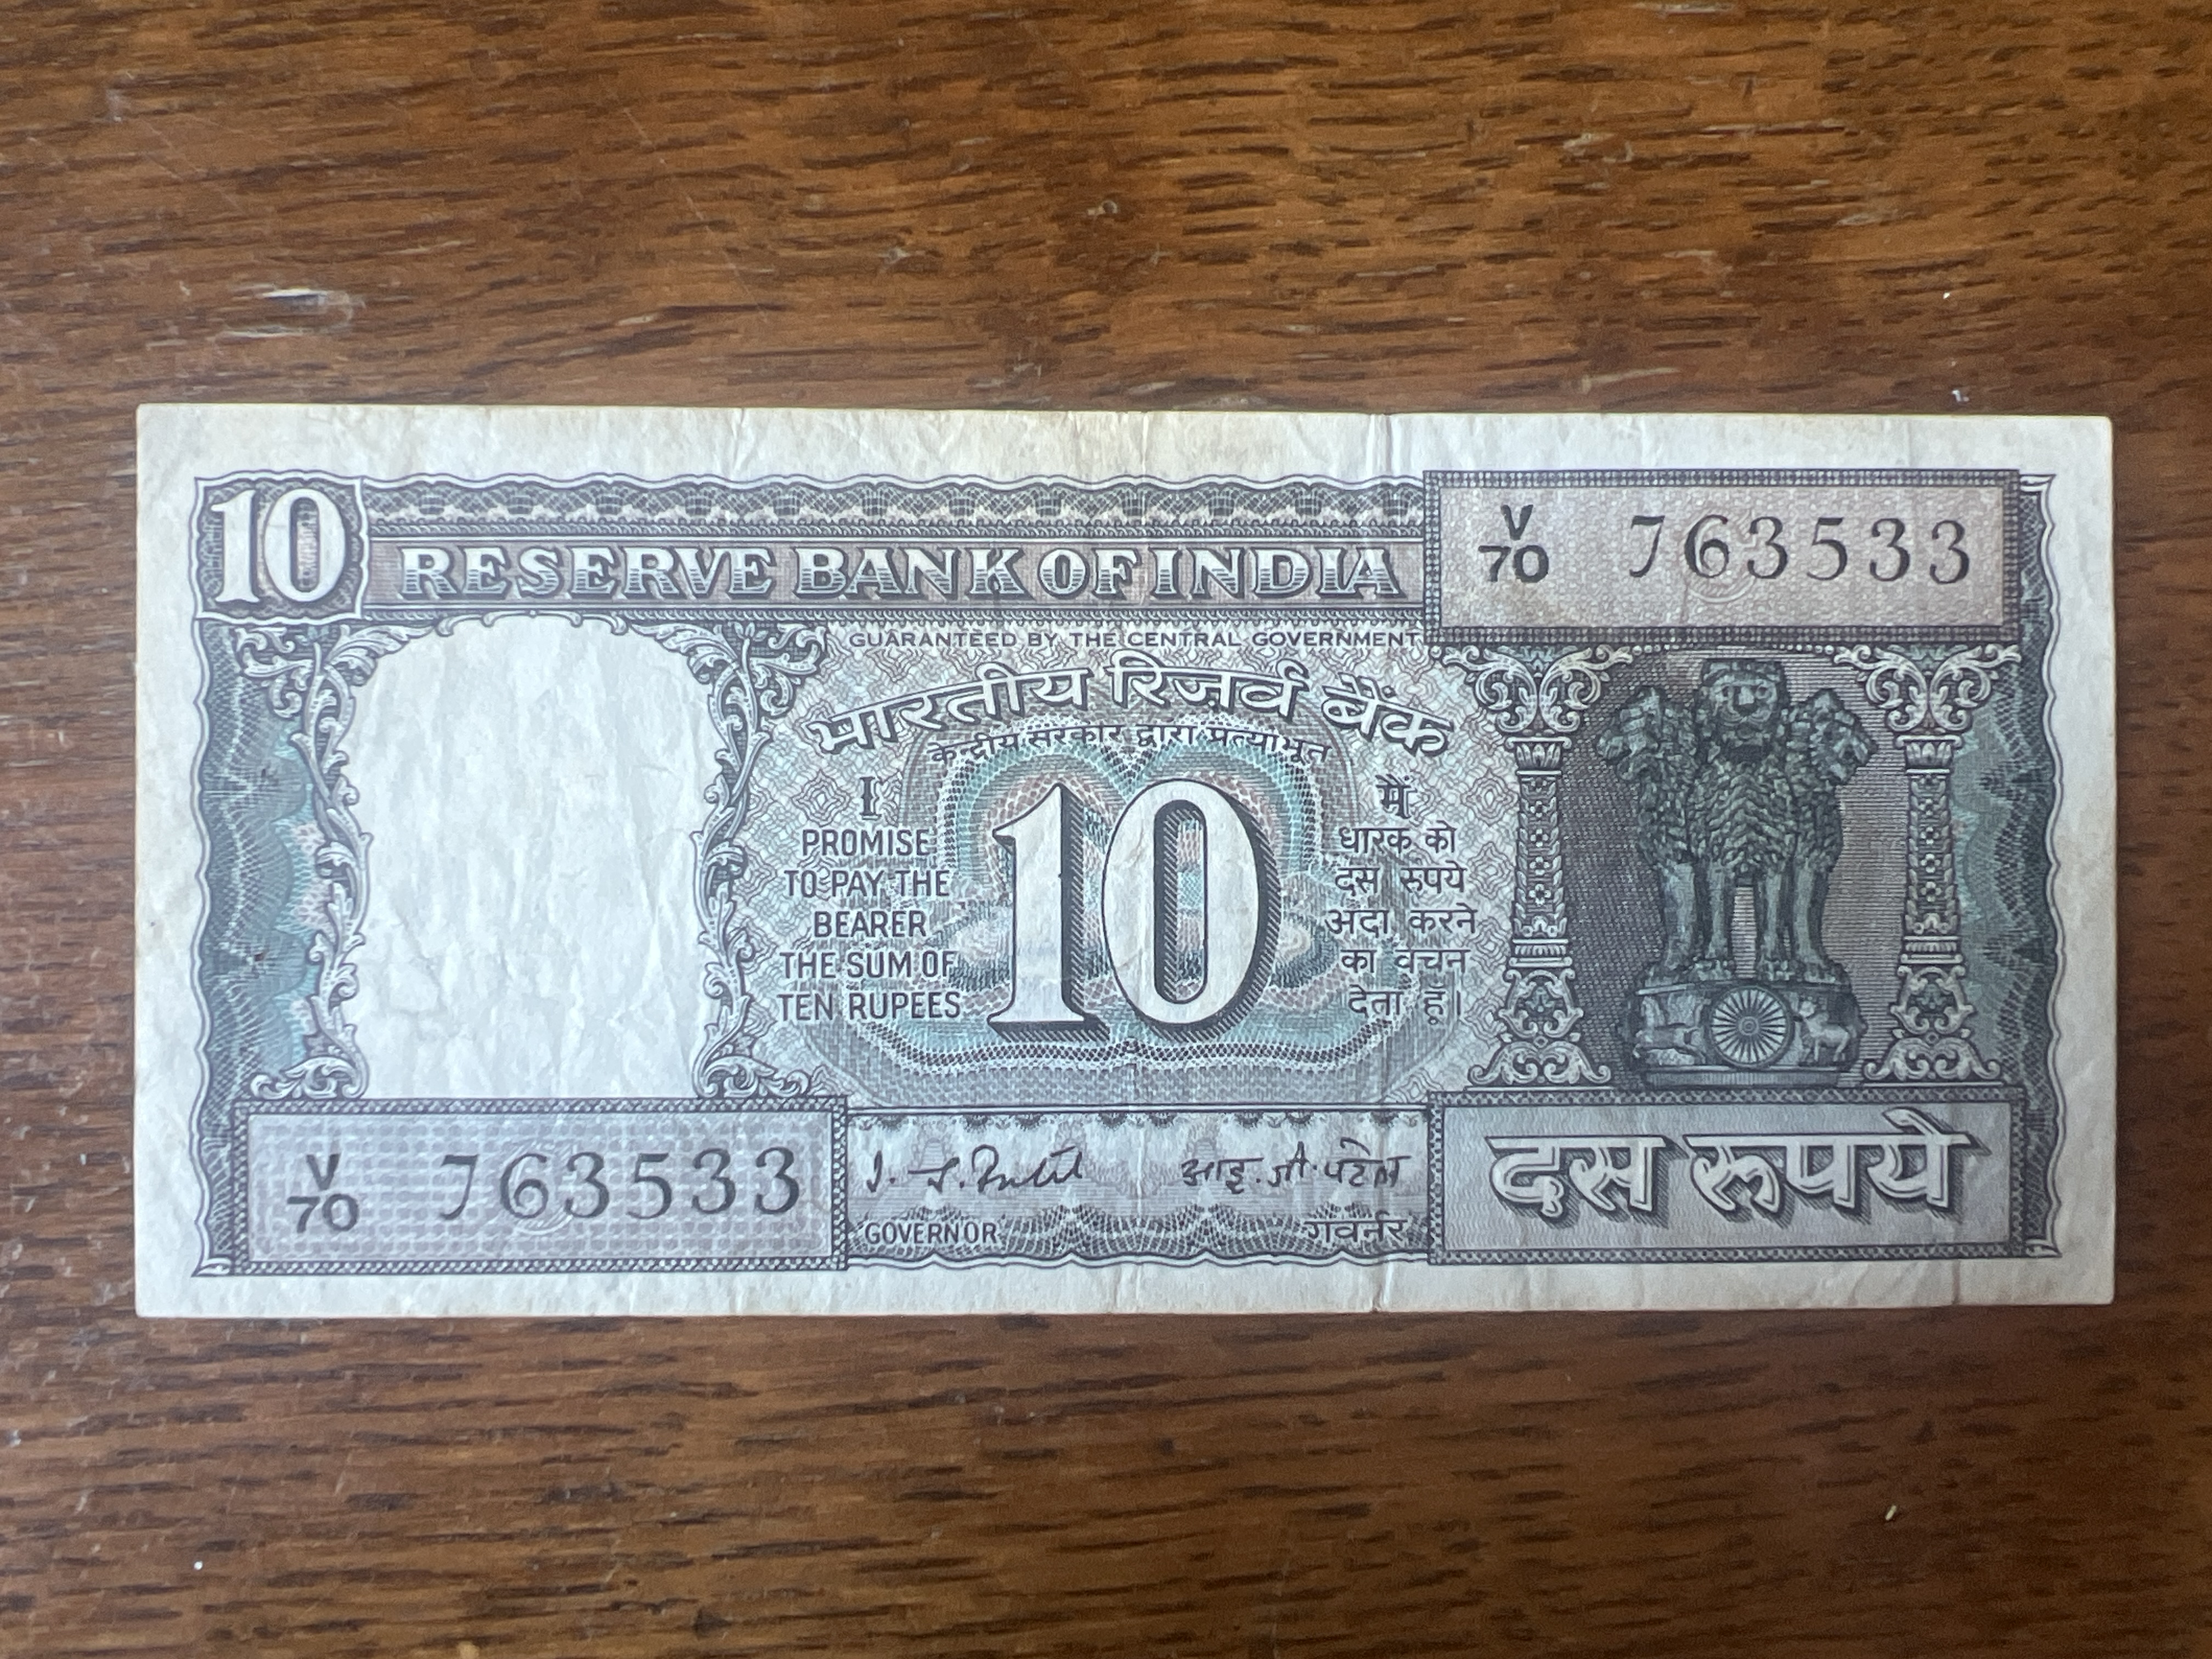 10
RESERVE BANK OF INDIA
V
70 763533
GUARANTEED BY THE CENTRAL GOVERNMENT
भारतीय रिज़र्व बैंक
केन्द्रीय सरकार द्वारा प्रत्याभूत
I
PROMISE
TO PAY THE
BEARER
THE SUM OF
TEN RUPEES
10
मैं
धारक को
दस रुपये
अदा करने
का वचन
देता हूँ।
V
70 763533
आइ. जी. पटेल
GOVERNOR
गवर्नर
दस रूपये